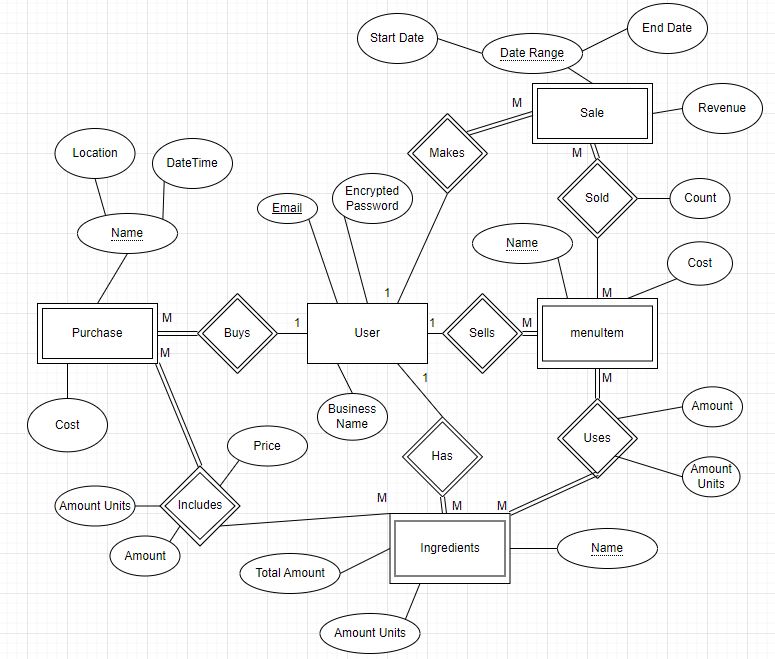 End Date
Start Date
Date Range
M
Sale
Revenue
Makes
M
Location
DateTime
Encrypted
Password
Sold
Count
Email
Name
Name
Cost
1
M
M
1
1
M
Purchase
Buys
User
Sells
menuItem
M
1
M
Cost
Business
Name
Amount
Uses
Price
Has
Amount
Units
M
Amount Units
Includes
M
M
Ingredients
Name
Amount
Total Amount
Amount Units